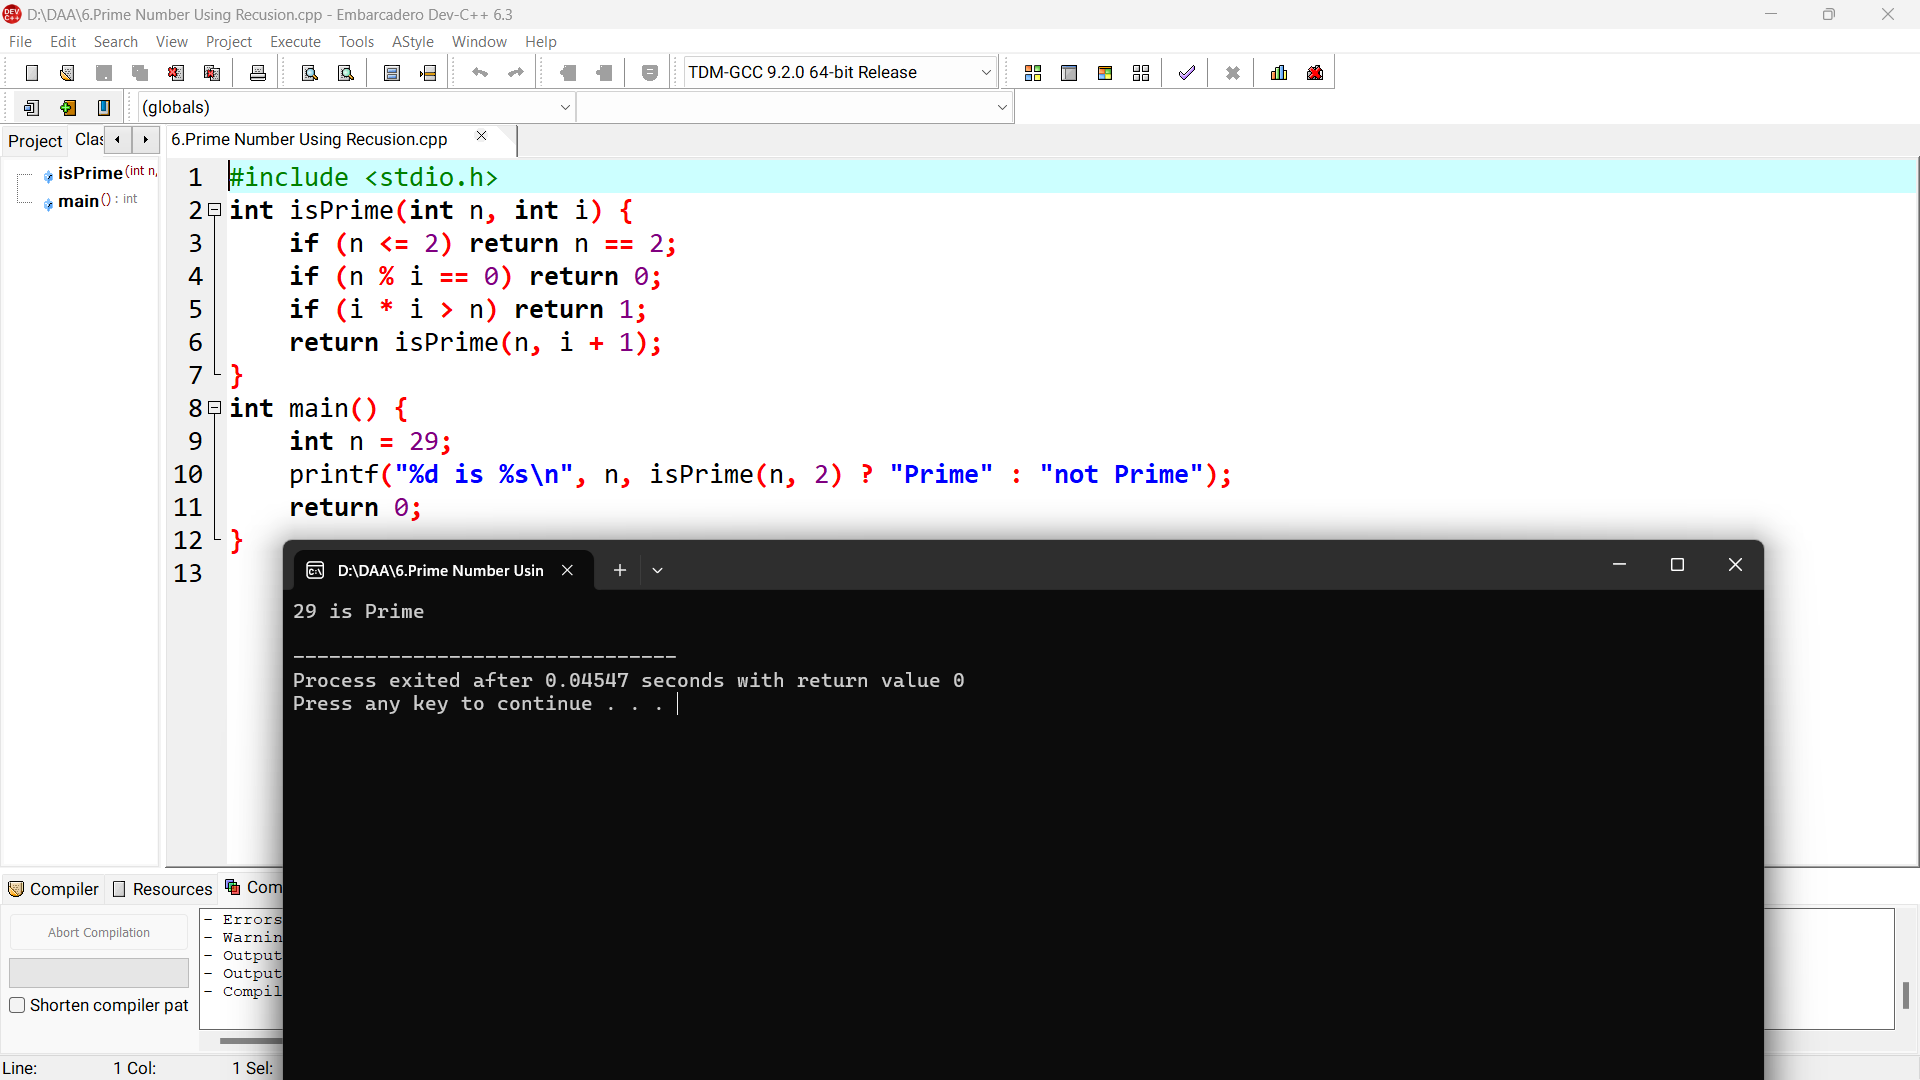 D:\DAA\6.Prime Number Using Recusion.cpp - Embarcadero Dev-C++ 6.3
File Edit Search View Project Execute Tools AStyle Window Help
TDM-GCC 9.2.0 64-bit Release
(globals)
Project Clas 6.Prime Number Using Recusion.cpp
isPrime (int n,
main () : int
1 #include <stdio.h>
2 int isPrime(int n, int i) {
3     if (n <= 2) return n == 2;
4     if (n % i == 0) return 0;
5     if (i * i > n) return 1;
6     return isPrime(n, i + 1);
7 }
8 int main() {
9     int n = 29;
10     printf("%d is %s\n", n, isPrime(n, 2) ? "Prime" : "not Prime");
11     return 0;
12 }
13
D:\DAA\6.Prime Number Usin
29 is Prime
--------------------------------
Process exited after 0.04547 seconds with return value 0
Press any key to continue . . .
Compiler Resources Com
Abort Compilation
Shorten compiler pat
- Errors
- Warnin
- Output
- Output
- Compil
Line: 1 Col: 1 Sel: